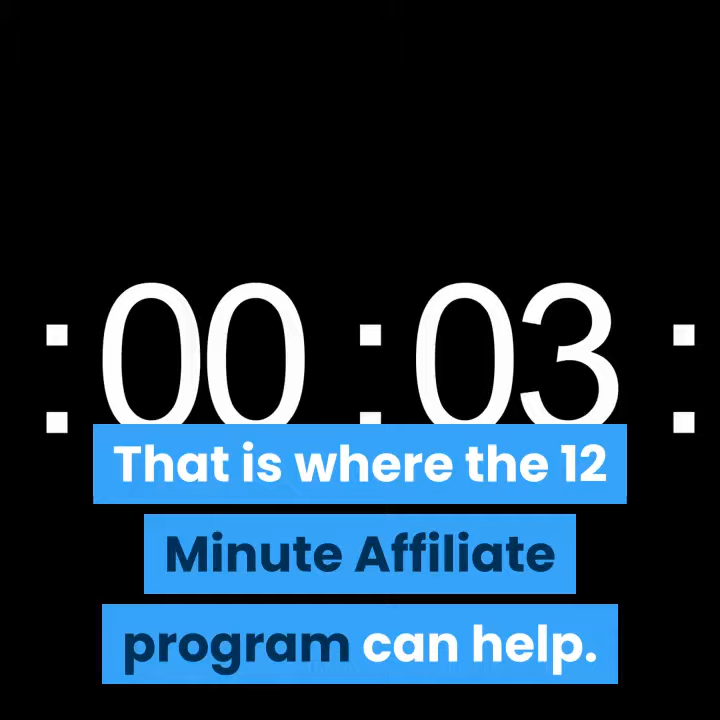 :00:03:
That is where the 12
Minute Affiliate
program can help.